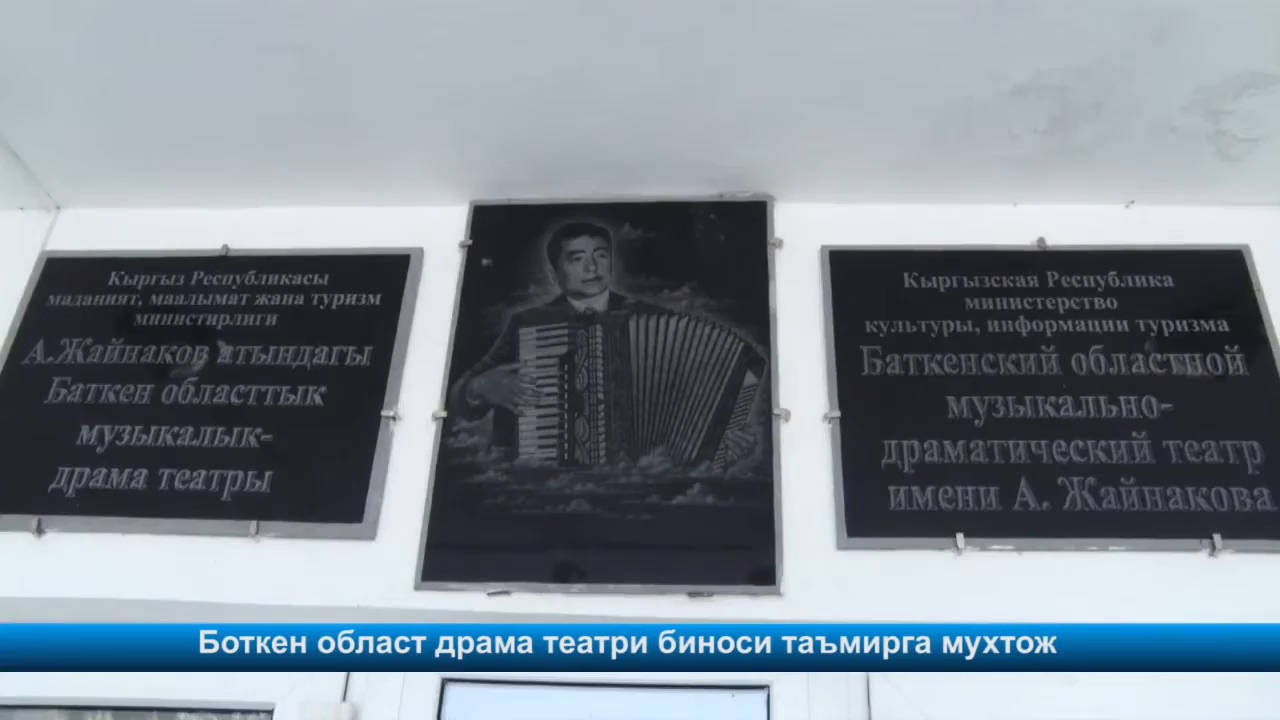 Кыргыз Республикасы
маданият, маалымат жана туризм
министирлиги
А.Жайнаков атындагы
Баткен областтык
музыкалык-
драма театры
Кыргызская Республика
министерство
культуры, информации туризма
Баткенский областной
музыкально-
драматический театр
имени А. Жайнакова
Боткен област драма театри биноси таъмирга мухтож